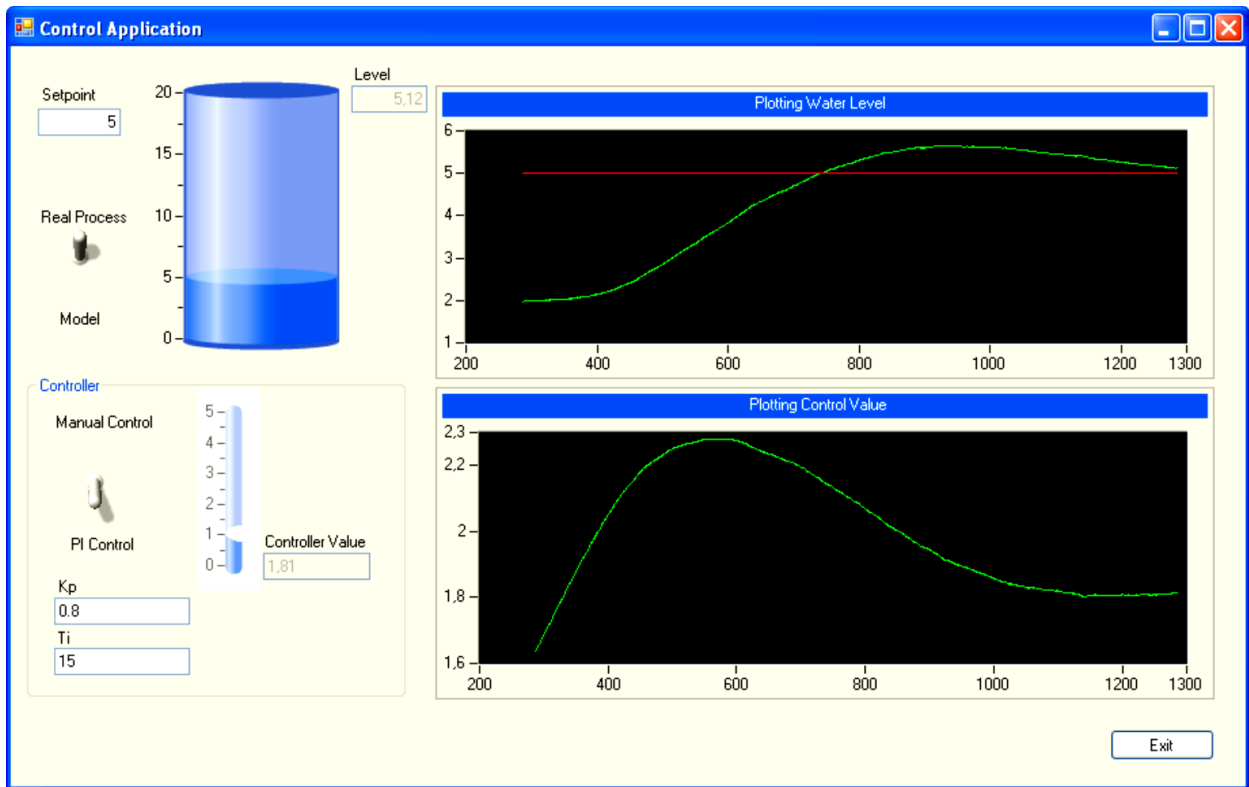 Control Application
Setpoint
5
Level
5,12
20
15
10
5
0
Real Process
Model
Plotting Water Level
6
5
4
3
2
1
200 400 600 800 1000 1200 1300
Controller
Manual Control
PI Control
5
4
3
2
1
0
Controller Value
1,81
Kp
0.8
Ti
15
Plotting Control Value
2,3
2,2
2
1,8
1,6
200 400 600 800 1000 1200 1300
Exit